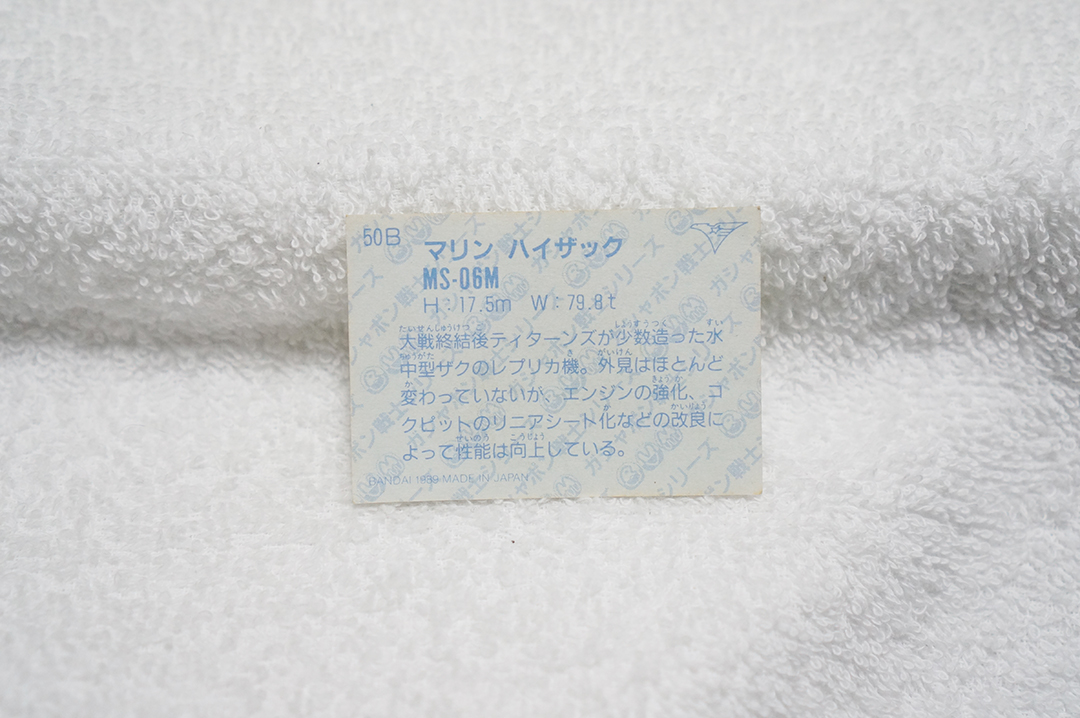 50B
マリン ハイザック
MS-06M
H:17.5m W:79.8t
大戦終結後ティターンズが少数造った水
中型ザクのレプリカ機。外見はほとんど
変わっていないが、エンジンの強化、コ
クピットのリニアシート化などの改良に
よって性能は向上している。
BANDAI 1989 MADE IN JAPAN